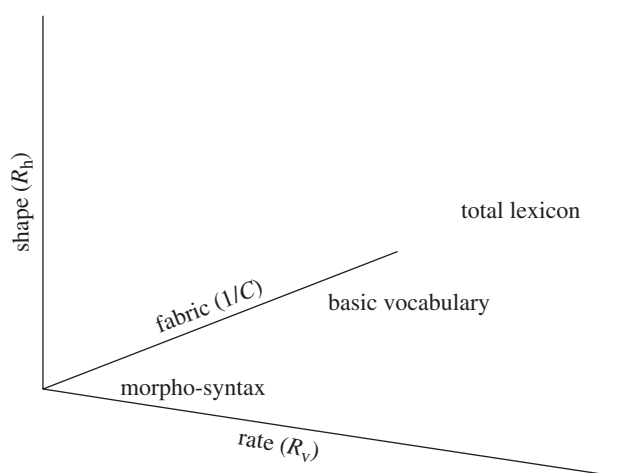 shape (Rh)
total lexicon
fabric (1/C)
basic vocabulary
morpho-syntax
rate (Rv)